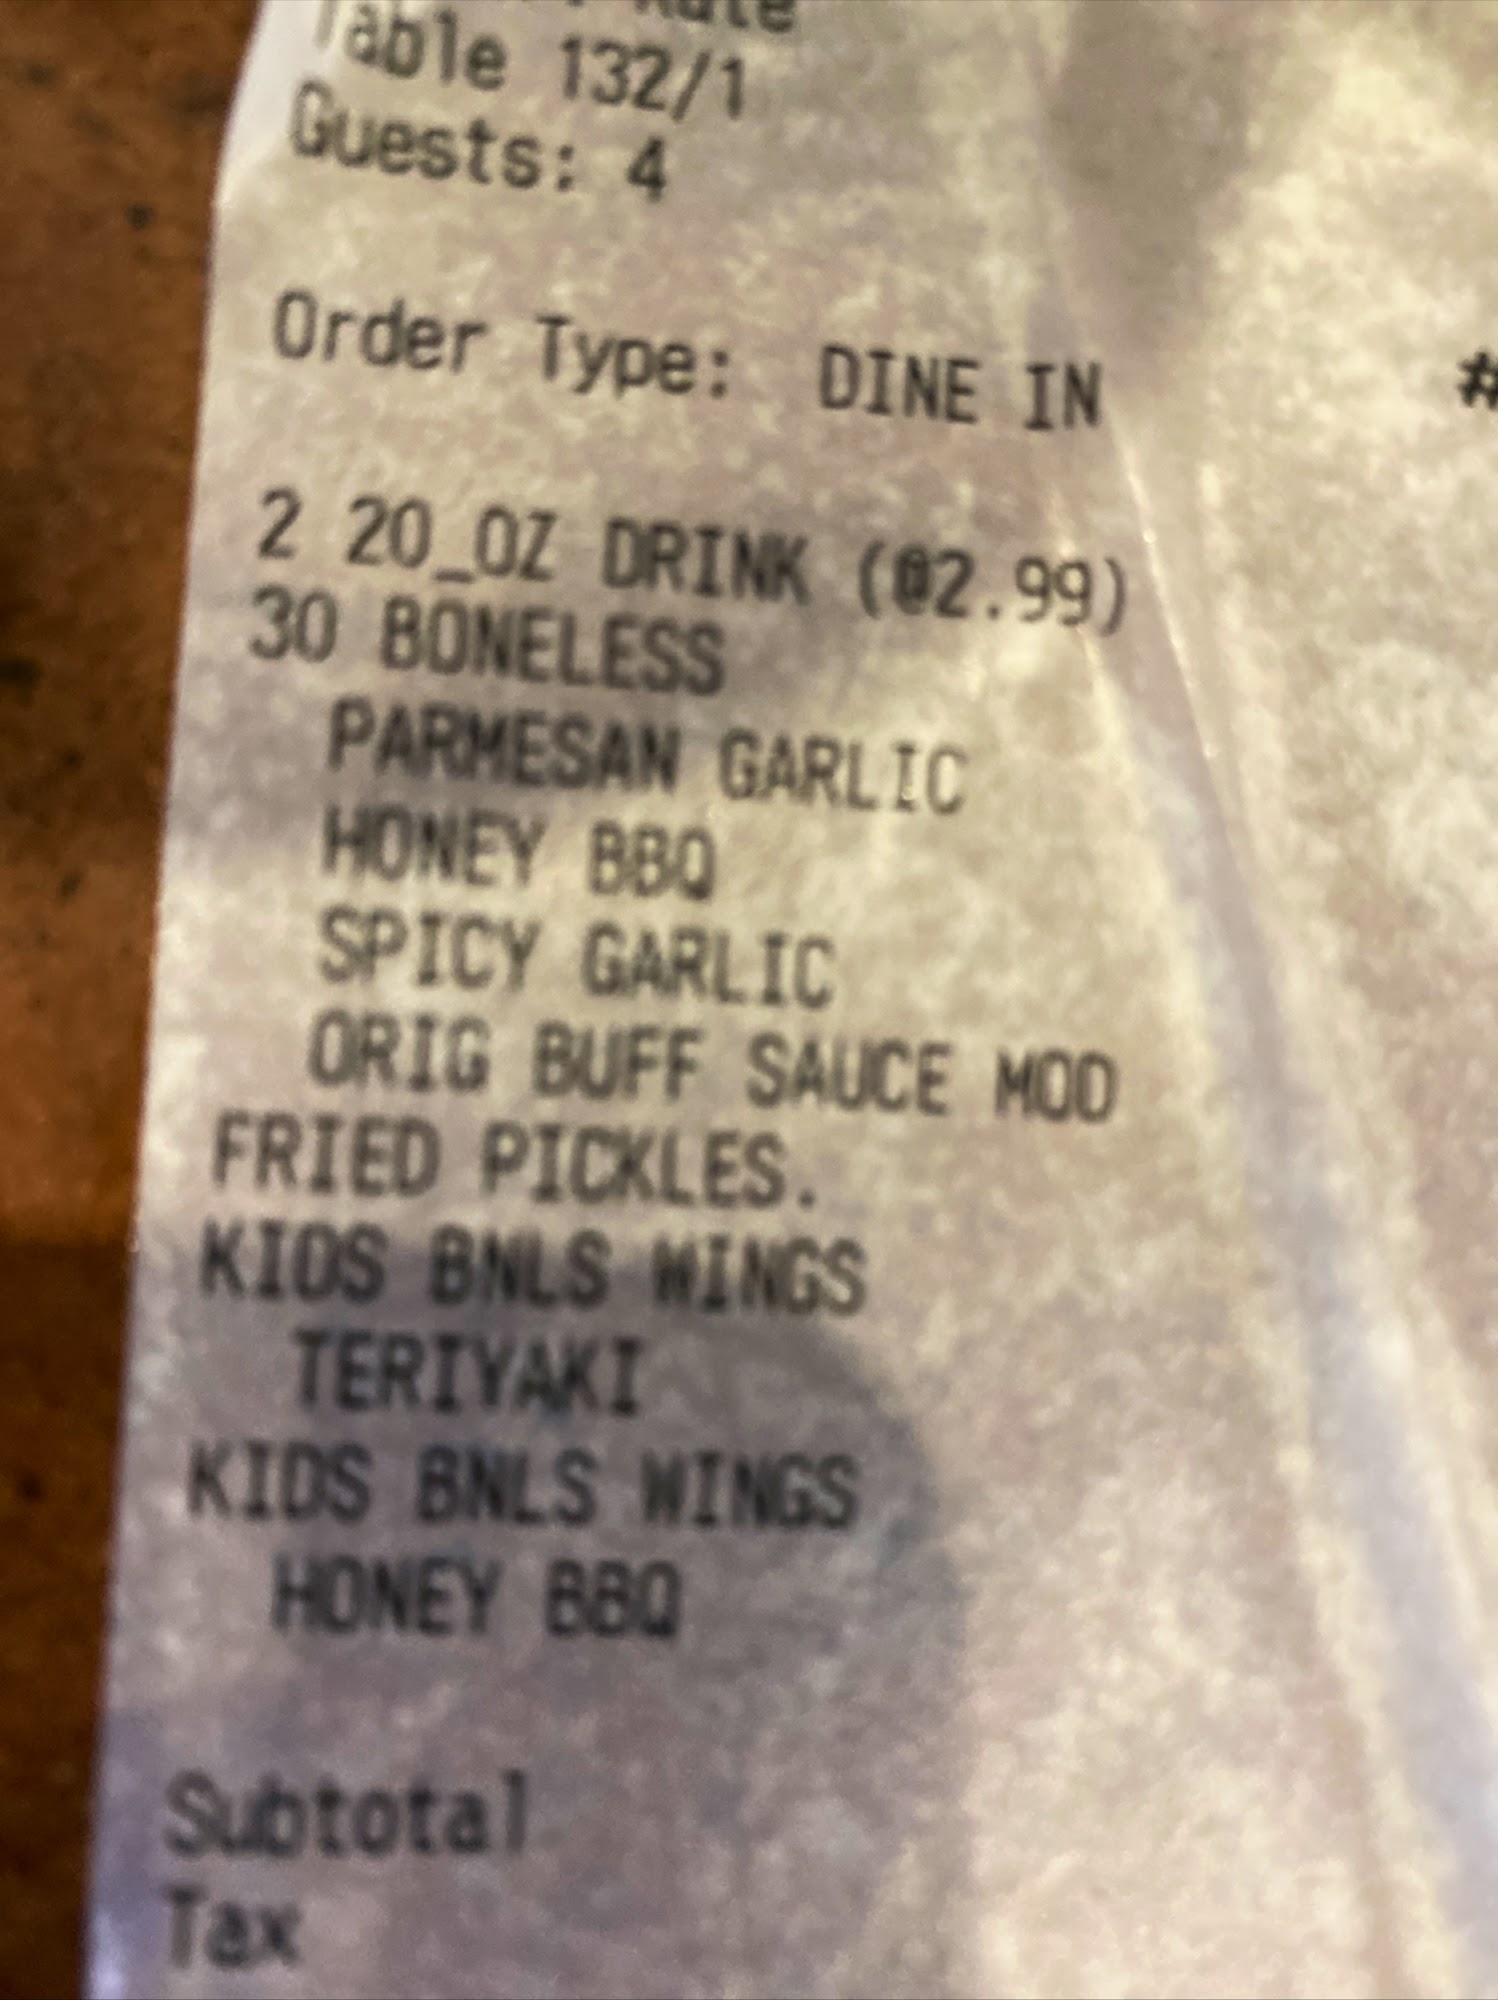 Table 132/1
Guests: 4
Order Type: DINE IN #
2 20_OZ DRINK (@2.99)
30 BONELESS
PARMESAN GARLIC
HONEY BBQ
SPICY GARLIC
ORIG BUFF SAUCE MOD
FRIED PICKLES.
KIDS BNLS WINGS
TERIYAKI
KIDS BNLS WINGS
HONEY BBQ
Subtotal
Tax